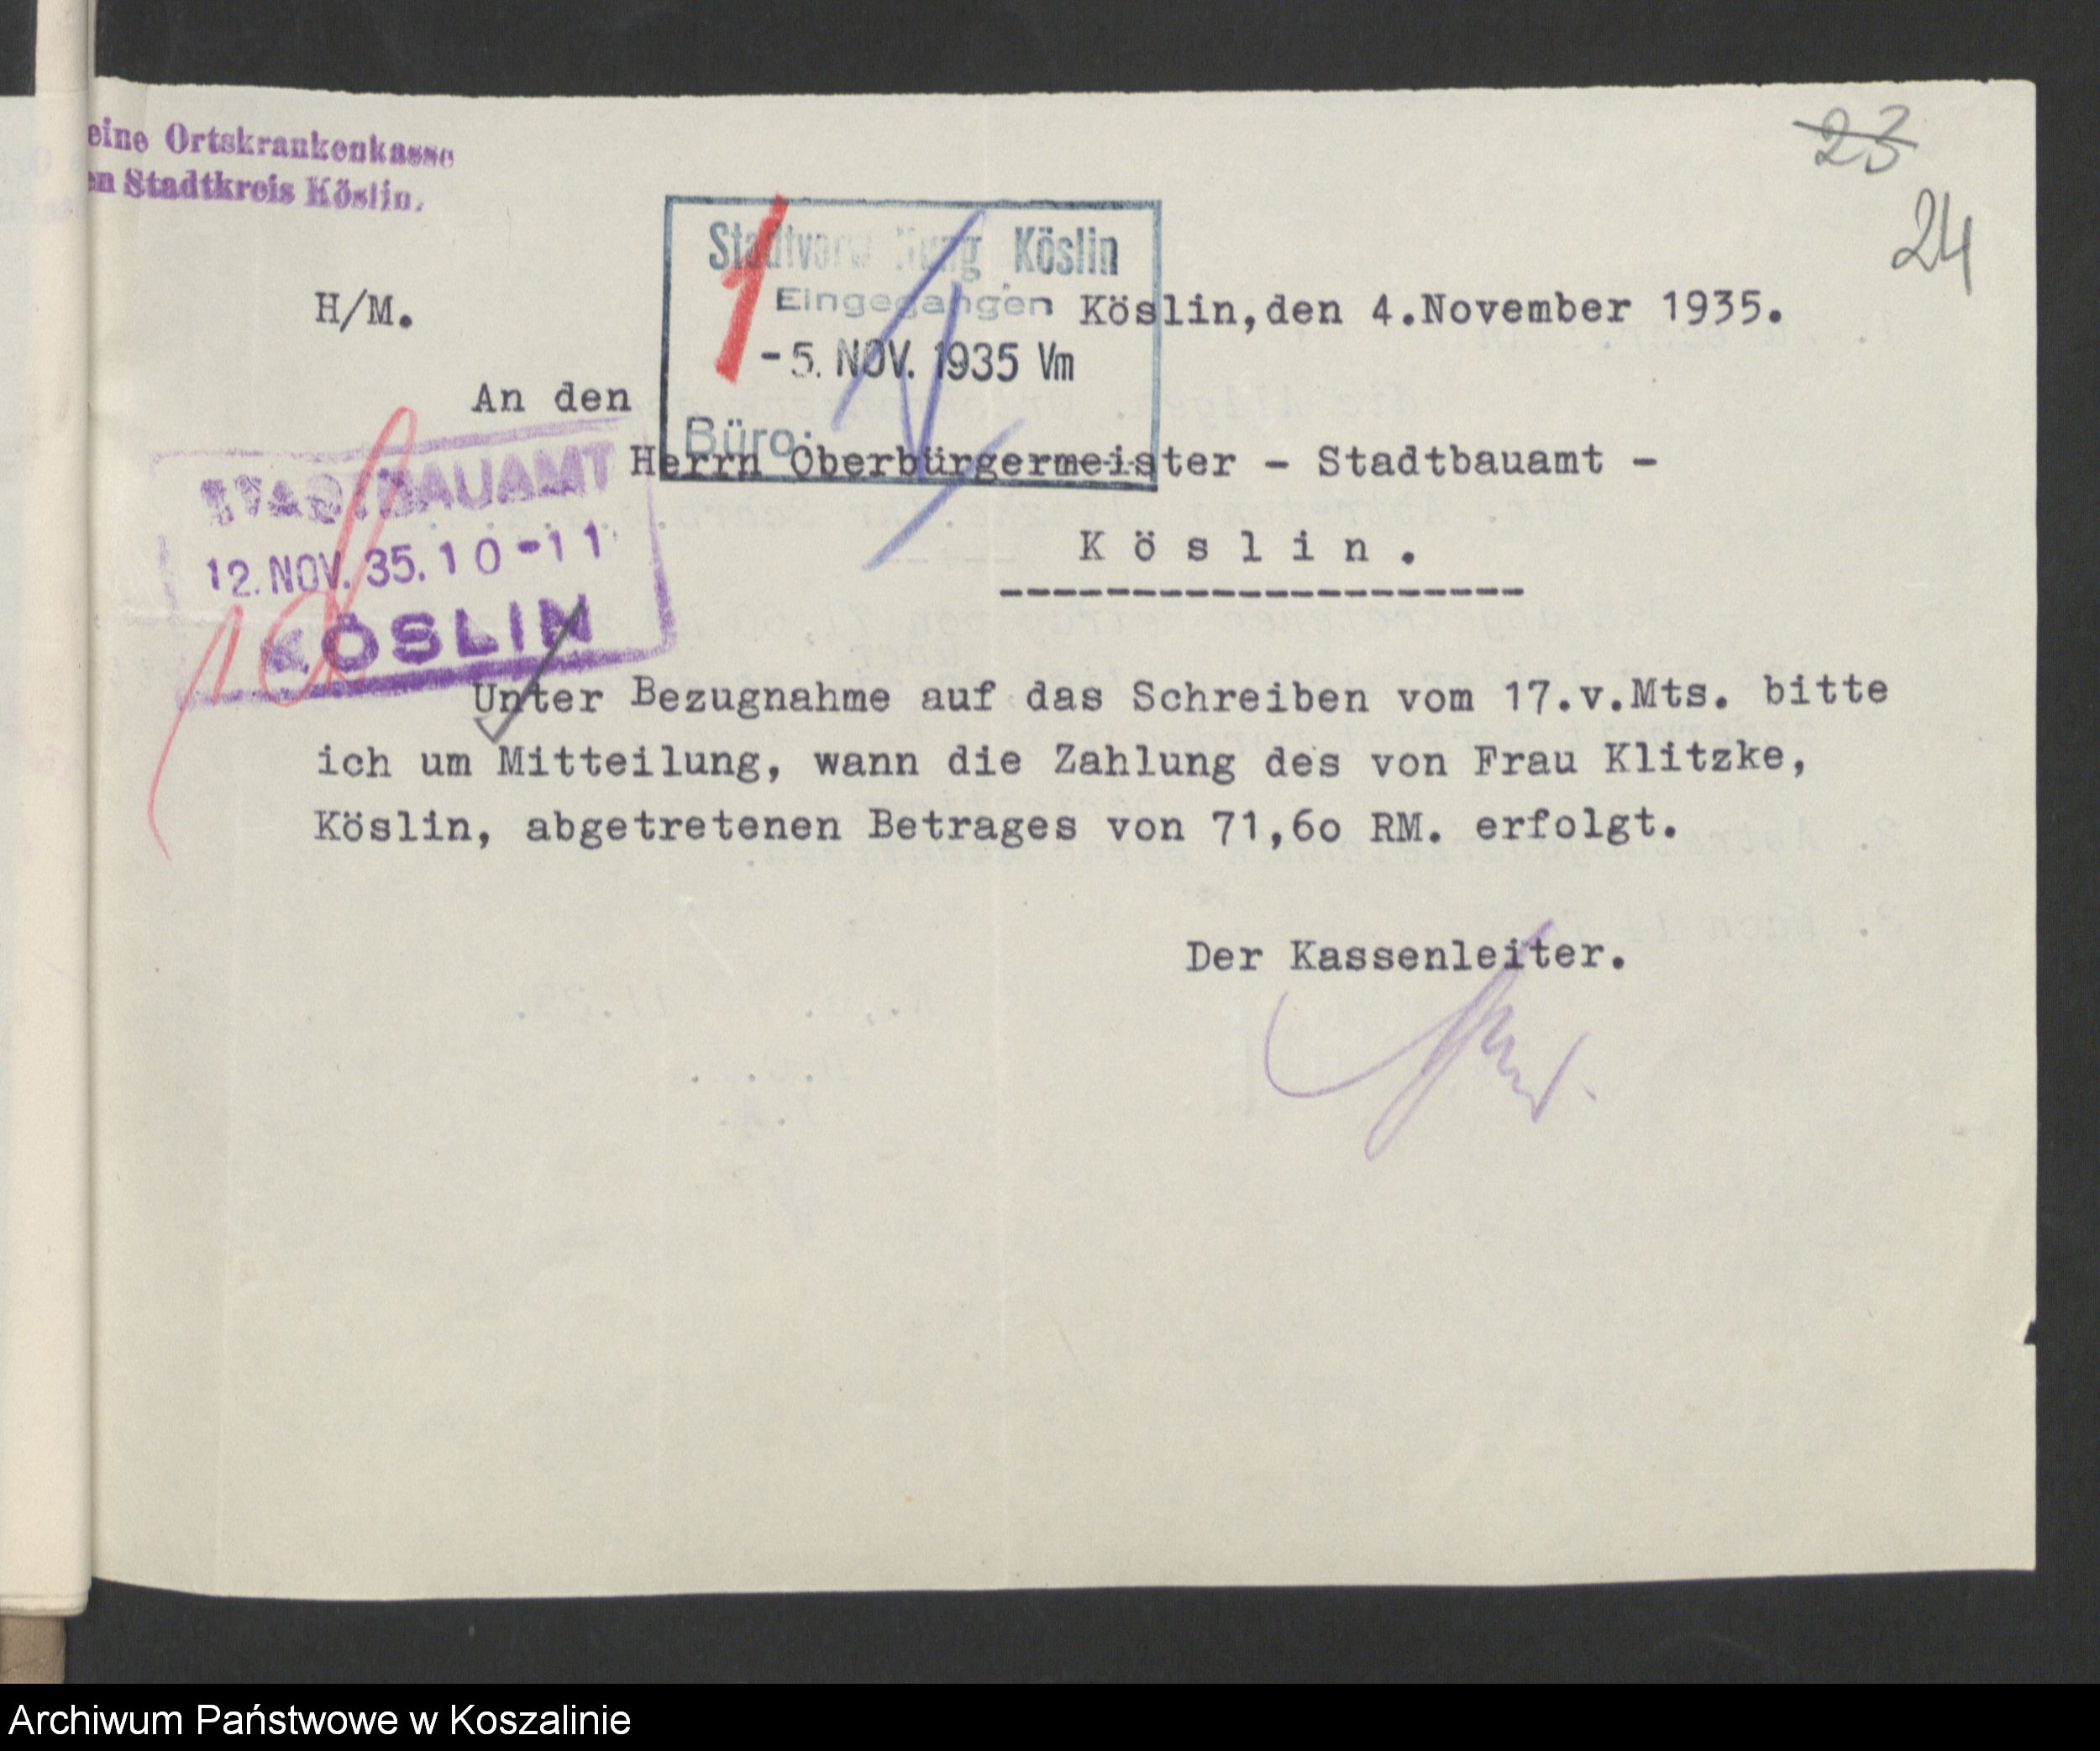 eine Ortskrankenkasse
en Stadtkreis Köslin.
23
24
Stadtverwaltung Köslin
Eingegangen
-5. NOV. 1935 Vm
Büro:
H/M.
Köslin,den 4.November 1935.
An den
Herrn Oberbürgermeister - Stadtbauamt -
K ö s l i n .
STADTBAUAMT
12. NOV. 35. 10-11
KÖSLIN
Unter Bezugnahme auf das Schreiben vom 17.v.Mts. bitte
ich um Mitteilung, wann die Zahlung des von Frau Klitzke,
Köslin, abgetretenen Betrages von 71,6o RM. erfolgt.
Der Kassenleiter.
Archiwum Państwowe w Koszalinie